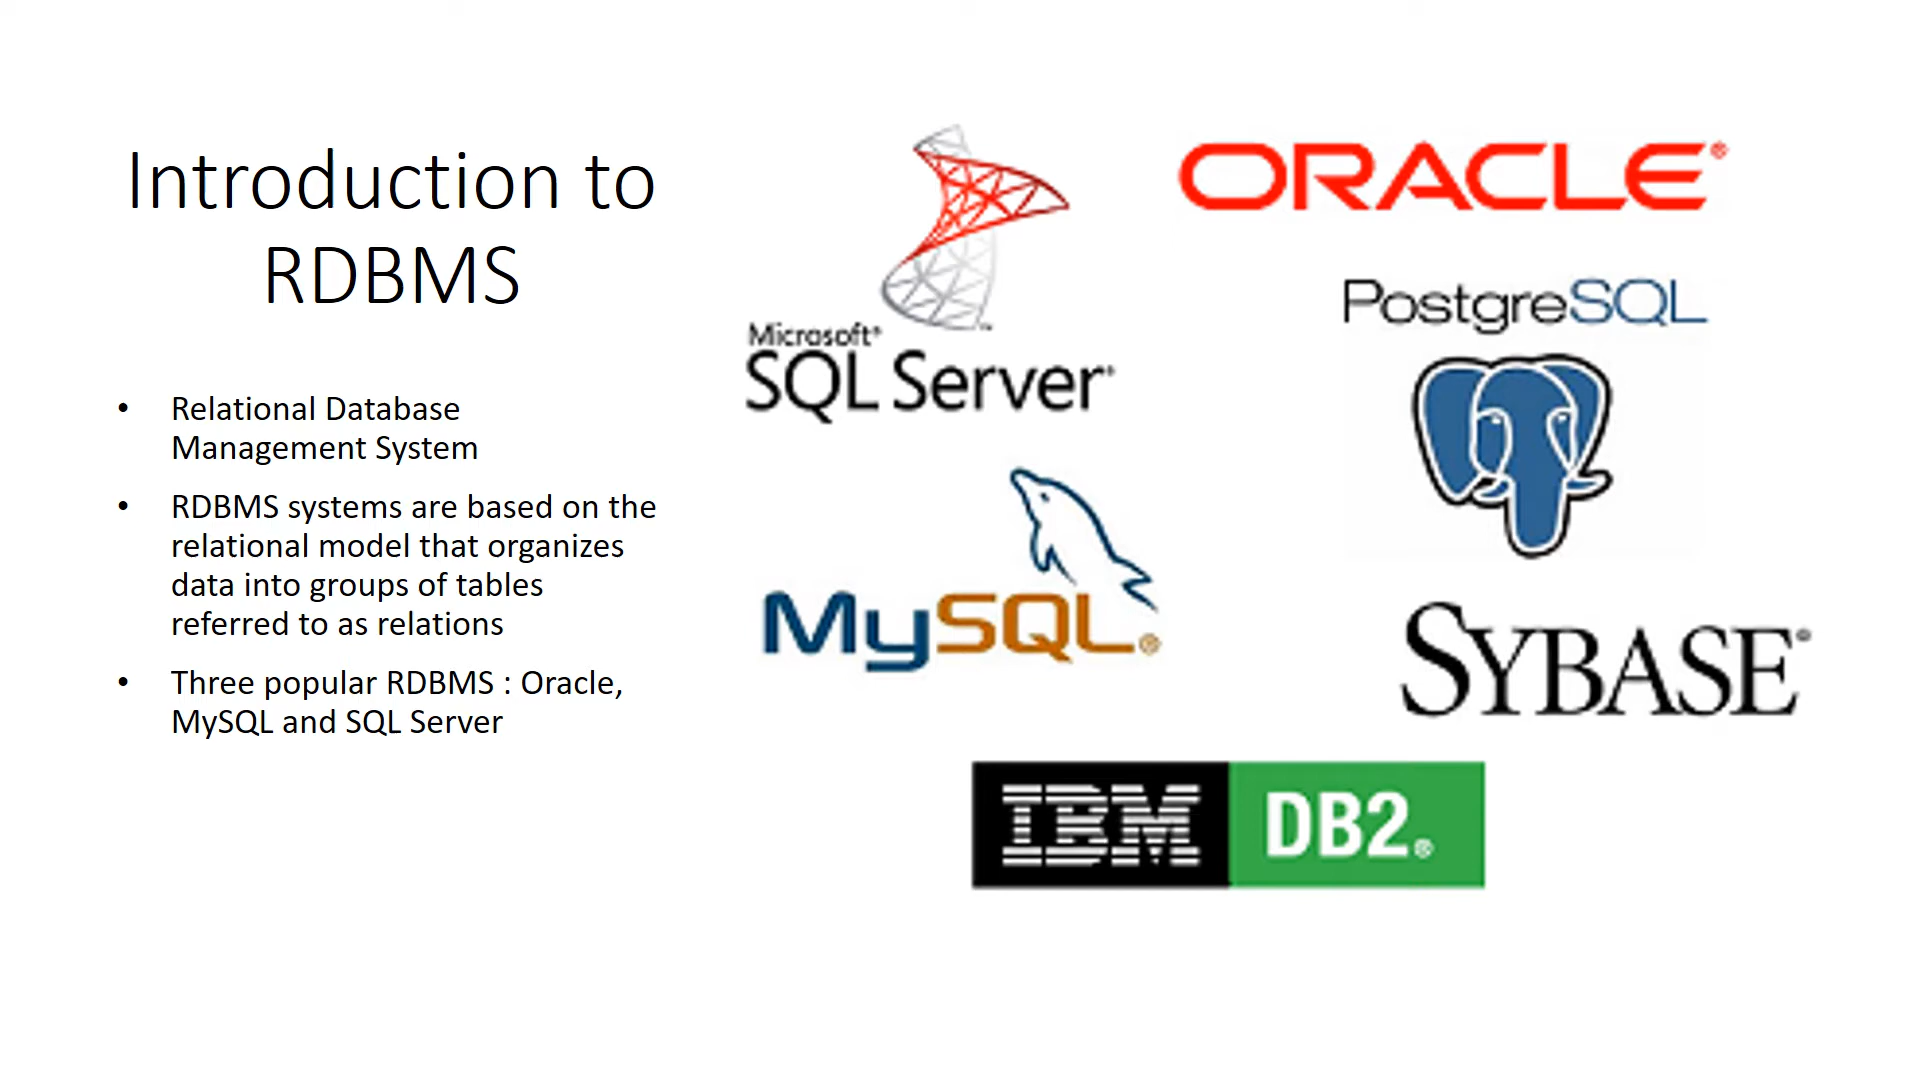 Introduction to
RDBMS
• Relational Database
Management System
• RDBMS systems are based on the
relational model that organizes
data into groups of tables
referred to as relations
• Three popular RDBMS : Oracle,
MySQL and SQL Server
Microsoft®
SQL Server®
ORACLE®
PostgreSQL
MySQL®
SYBASE®
IBM DB2®